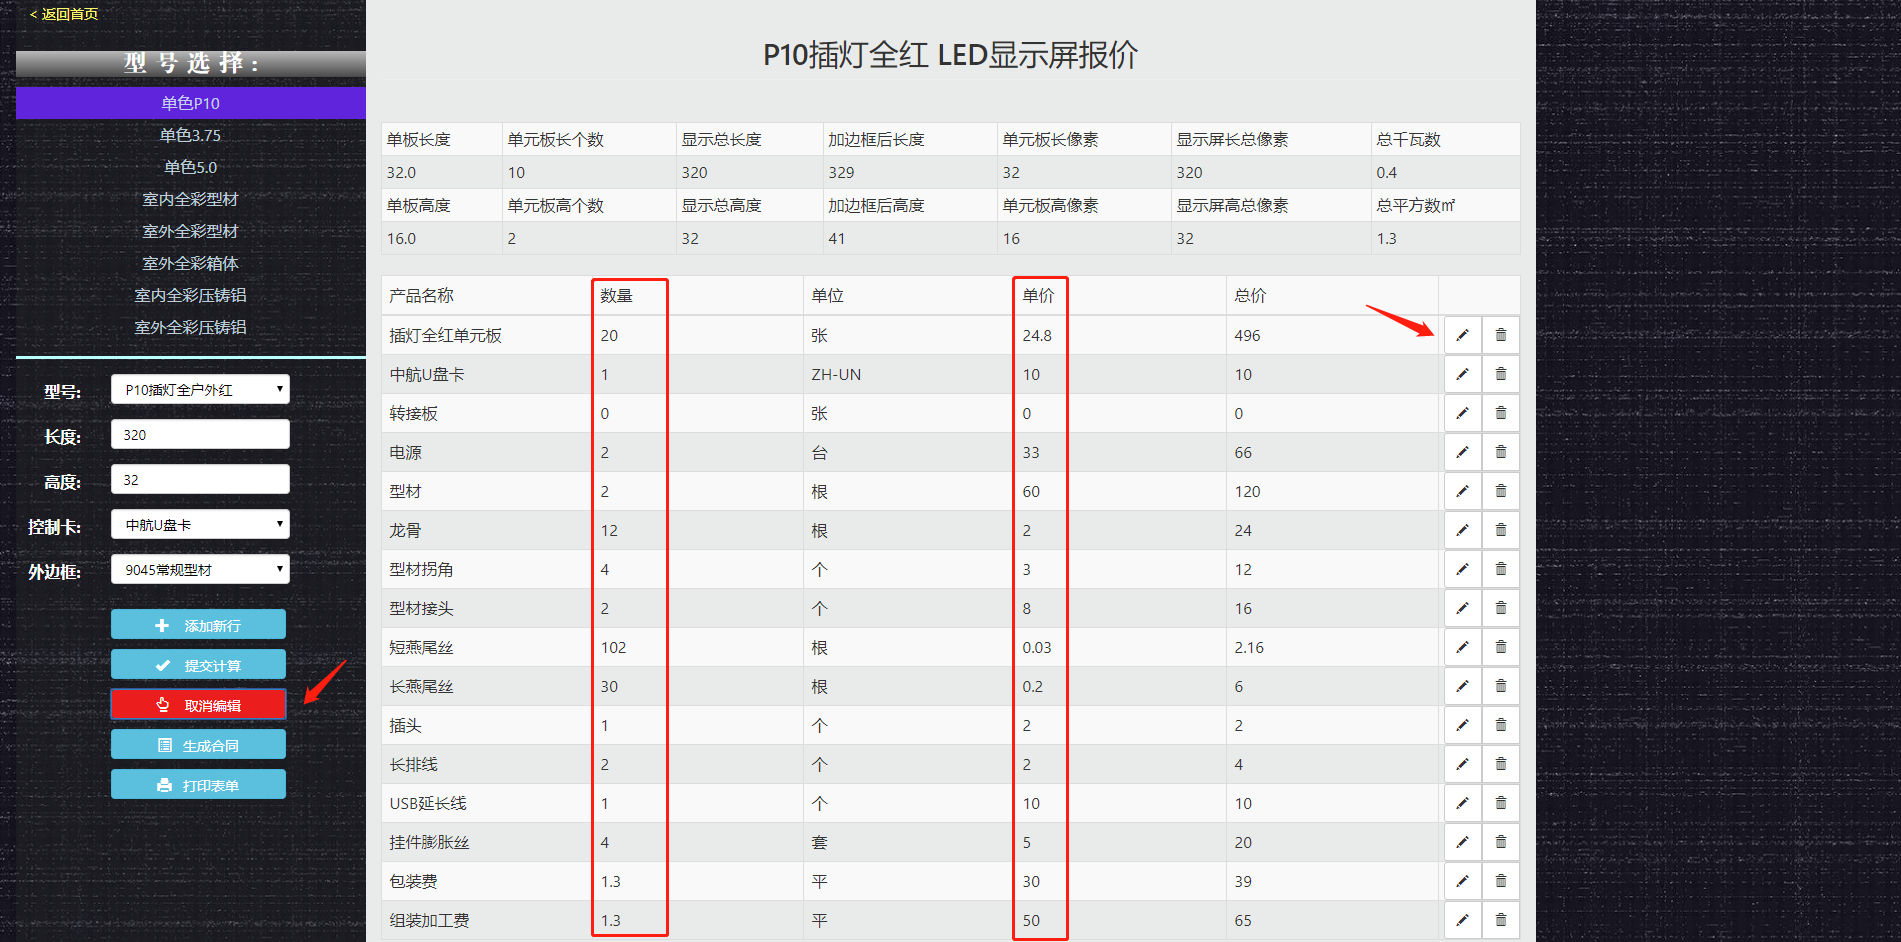 < 返回首页
型 号 选 择 :
单色P10
单色3.75
单色5.0
室内全彩型材
室外全彩型材
室外全彩箱体
室内全彩压铸铝
室外全彩压铸铝
型号: P10插灯全户外红
长度: 320
高度: 32
控制卡: 中航U盘卡
外边框: 9045常规型材
添加新行
提交计算
取消编辑
生成合同
打印表单
P10插灯全红 LED显示屏报价
单板长度 单元板长个数 显示总长度 加边框后长度 单元板长像素 显示屏长总像素 总千瓦数
32.0 10 320 329 32 320 0.4
单板高度 单元板高个数 显示总高度 加边框后高度 单元板高像素 显示屏高总像素 总平方数㎡
16.0 2 32 41 16 32 1.3
产品名称 数量 单位 单价 总价
插灯全红单元板 20 张 24.8 496
中航U盘卡 1 ZH-UN 10 10
转接板 0 张 0 0
电源 2 台 33 66
型材 2 根 60 120
龙骨 12 根 2 24
型材拐角 4 个 3 12
型材接头 2 个 8 16
短燕尾丝 102 根 0.03 2.16
长燕尾丝 30 根 0.2 6
插头 1 个 2 2
长排线 2 个 2 4
USB延长线 1 个 10 10
挂件膨胀丝 4 套 5 20
包装费 1.3 平 30 39
组装加工费 1.3 平 50 65